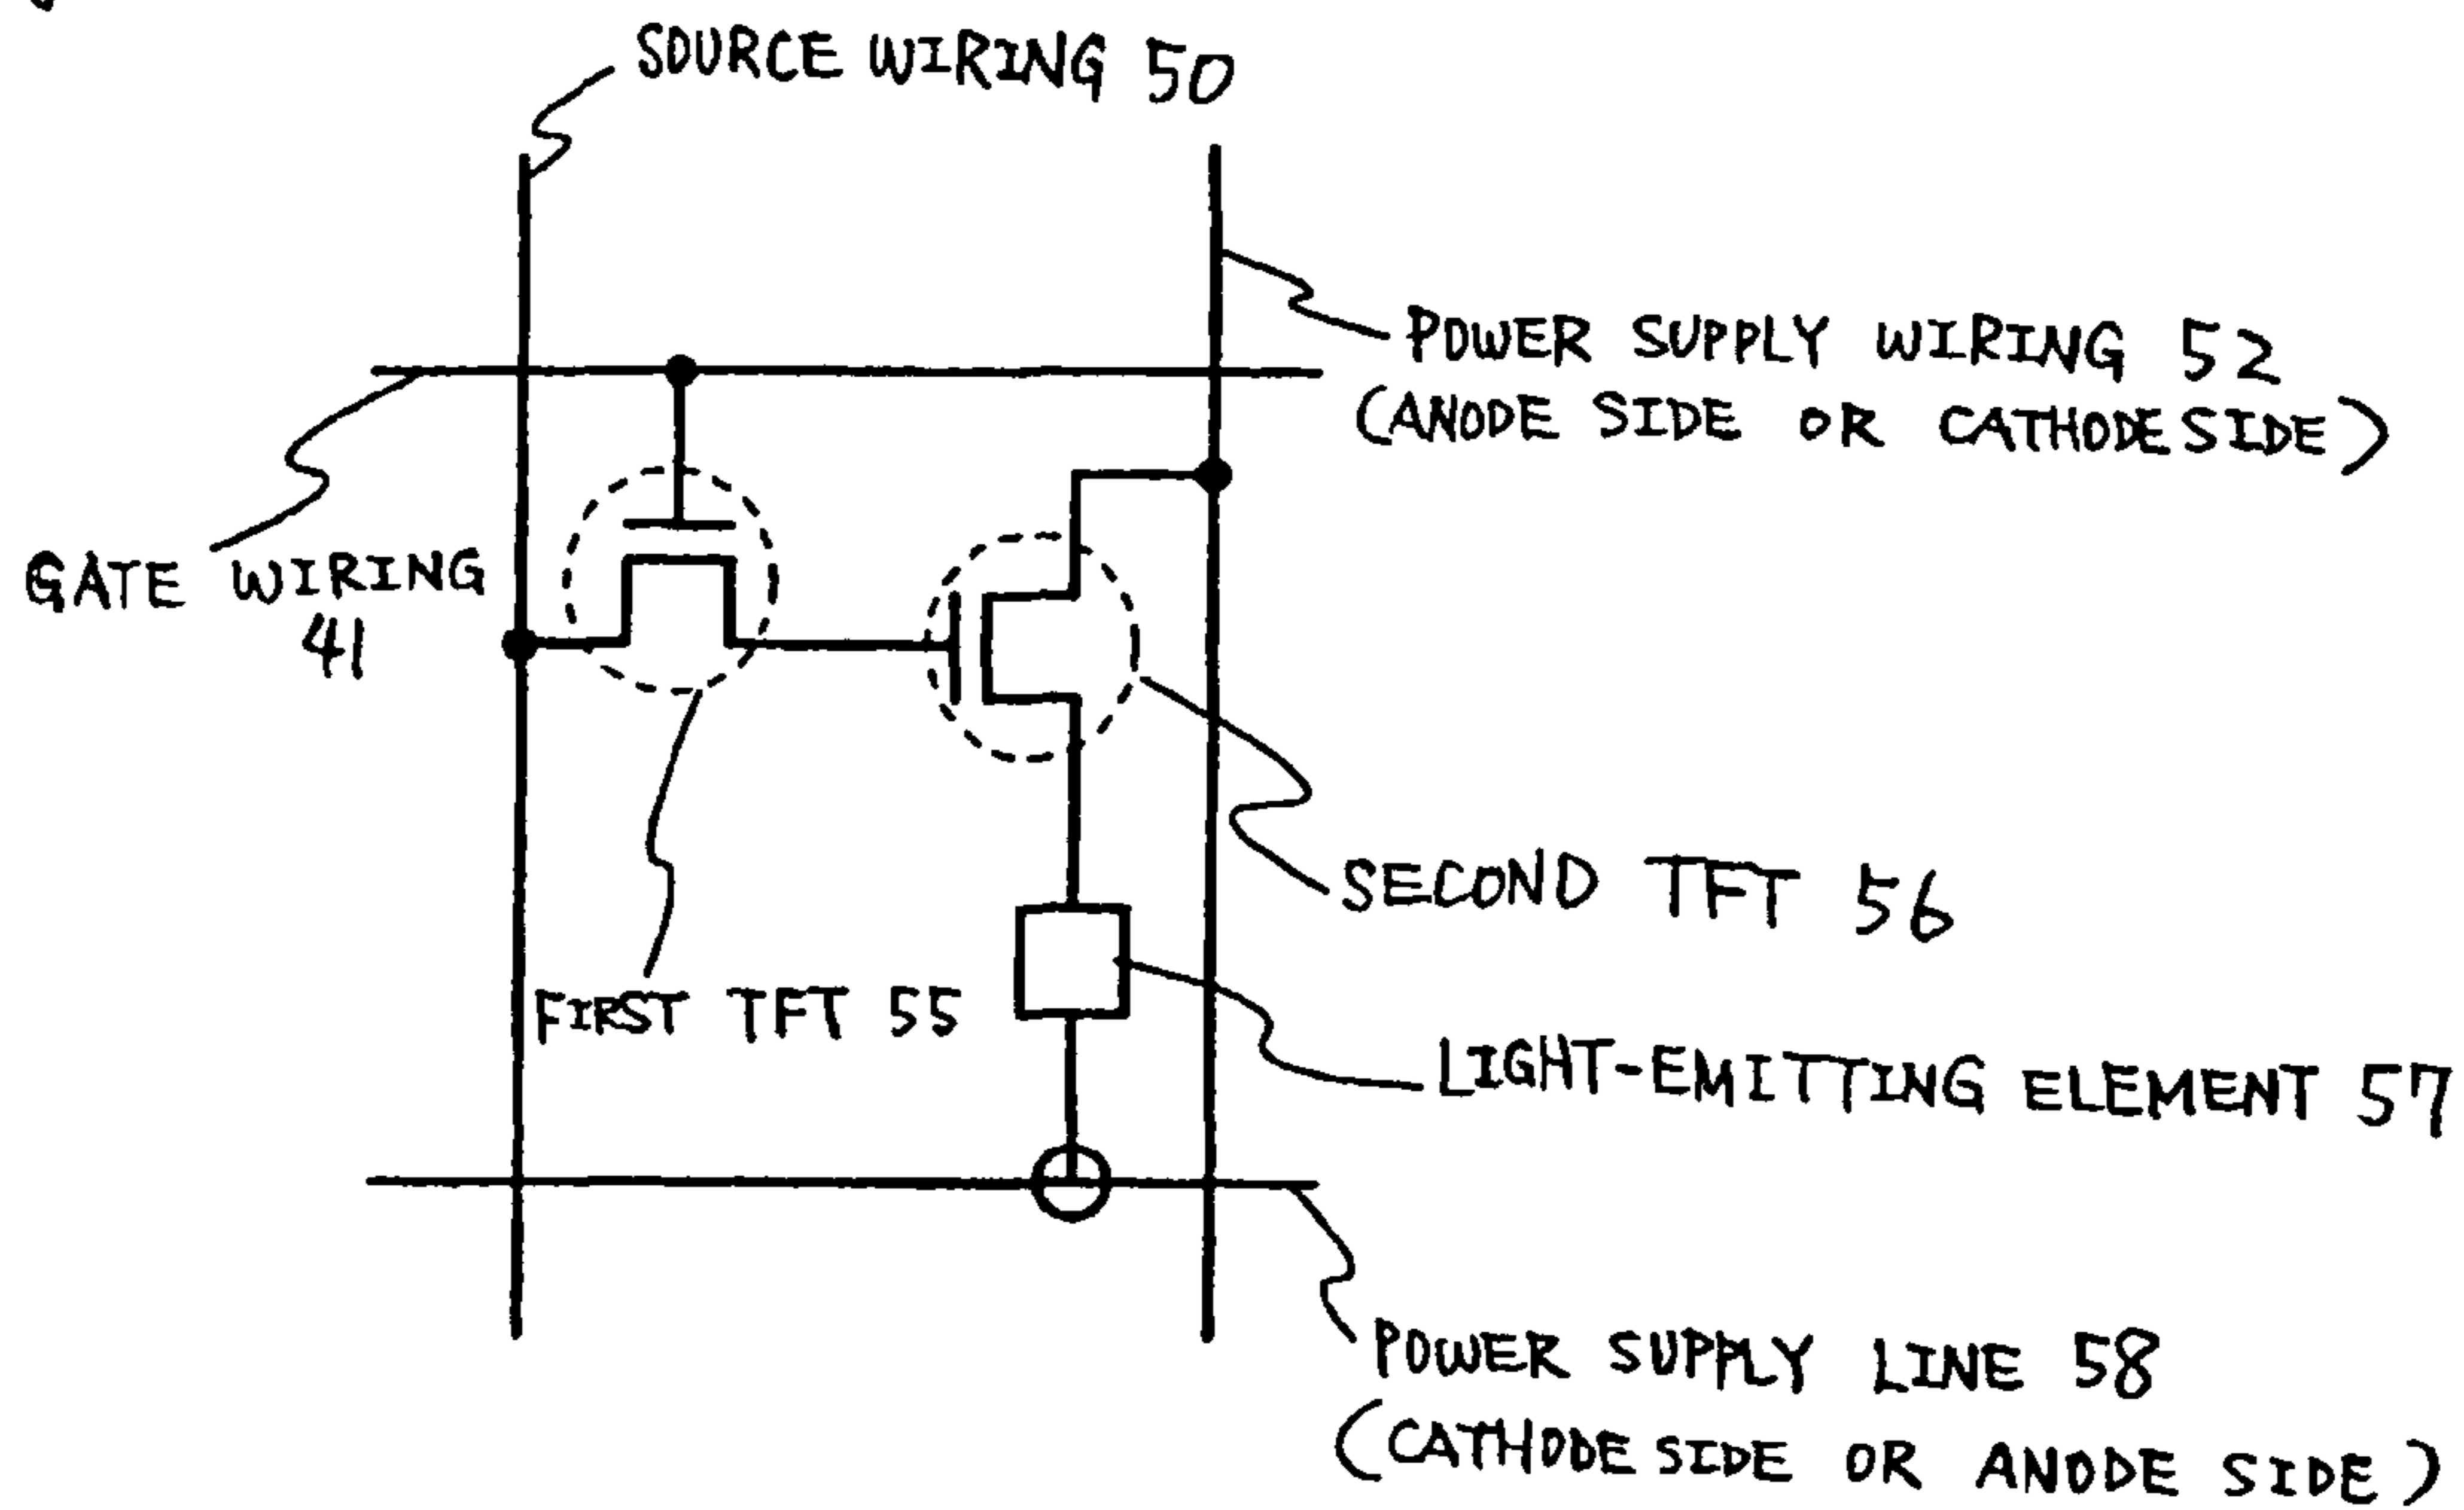 SOURCE WIRING 50
POWER SUPPLY WIRING 52
(ANODE SIDE OR CATHODE SIDE)
GATE WIRING
41
SECOND TFT 56
FIRST TFT 55
LIGHT-EMITTING ELEMENT 57
POWER SUPPLY LINE 58
(CATHODE SIDE OR ANODE SIDE)